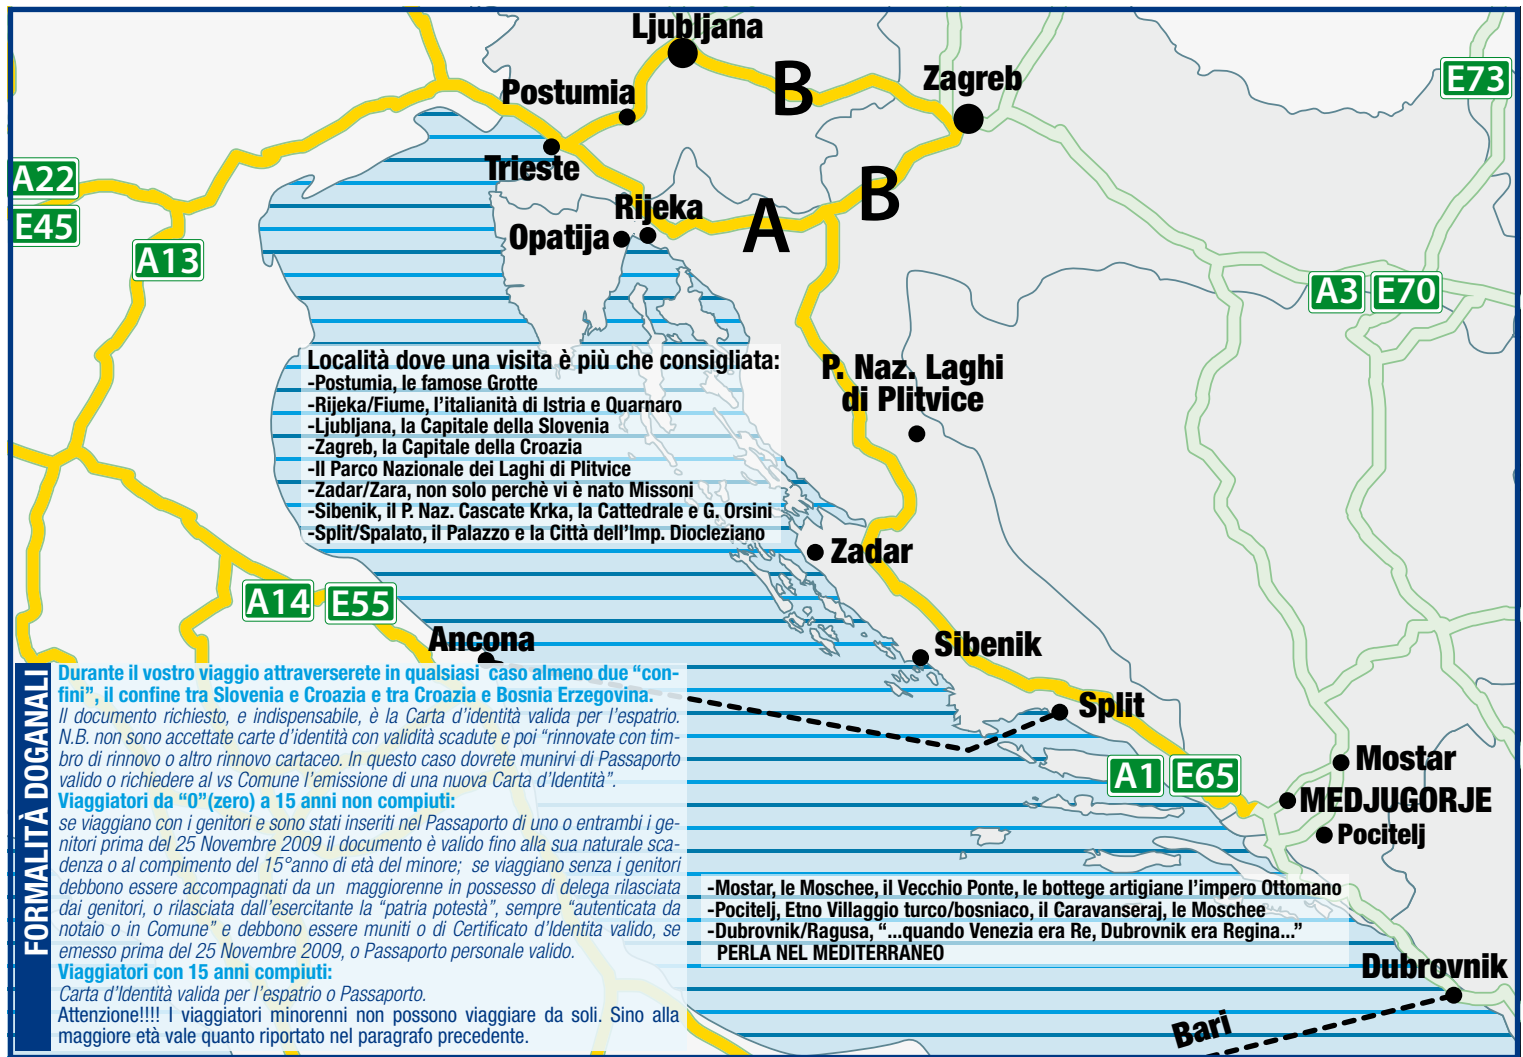 Ljubljana
B
Zagreb
E73
Postumia
Trieste
A22
E45
A13
Rijeka
Opatija
A
B
A3 E70
Località dove una visita è più che consigliata:
-Postumia, le famose Grotte
-Rijeka/Fiume, l'italianità di Istria e Quarnaro
-Ljubljana, la Capitale della Slovenia
-Zagreb, la Capitale della Croazia
-Il Parco Nazionale dei Laghi di Plitvice
-Zadar/Zara, non solo perchè vi è nato Missoni
-Sibenik, il P. Naz. Cascate Krka, la Cattedrale e G. Orsini
-Split/Spalato, il Palazzo e la Città dell'Imp. Diocleziano
P. Naz. Laghi
di Plitvice
Zadar
A14 E55
Ancona
Sibenik
Split
A1 E65
Mostar
MEDJUGORJE
Pocitelj
FORMALITÀ DOGANALI
Durante il vostro viaggio attraverserete in qualsiasi caso almeno due “con-
fini”, il confine tra Slovenia e Croazia e tra Croazia e Bosnia Erzegovina.
Il documento richiesto, e indispensabile, è la Carta d'identità valida per l'espatrio.
N.B. non sono accettate carte d'identità con validità scadute e poi “rinnovate con tim-
bro di rinnovo o altro rinnovo cartaceo. In questo caso dovrete munirvi di Passaporto
valido o richiedere al vs Comune l'emissione di una nuova Carta d'Identità”.
Viaggiatori da “0”(zero) a 15 anni non compiuti:
se viaggiano con i genitori e sono stati inseriti nel Passaporto di uno o entrambi i ge-
nitori prima del 25 Novembre 2009 il documento è valido fino alla sua naturale sca-
denza o al compimento del 15°anno di età del minore; se viaggiano senza i genitori
debbono essere accompagnati da un maggiorenne in possesso di delega rilasciata
dai genitori, o rilasciata dall'esercitante la “patria potestà”, sempre “autenticata da
notaio o in Comune” e debbono essere muniti o di Certificato d'Identita valido, se
emesso prima del 25 Novembre 2009, o Passaporto personale valido.
Viaggiatori con 15 anni compiuti:
Carta d'Identità valida per l'espatrio o Passaporto.
Attenzione!!!! I viaggiatori minorenni non possono viaggiare da soli. Sino alla
maggiore età vale quanto riportato nel paragrafo precedente.
-Mostar, le Moschee, il Vecchio Ponte, le bottege artigiane l'impero Ottomano
-Pocitelj, Etno Villaggio turco/bosniaco, il Caravanseraj, le Moschee
-Dubrovnik/Ragusa, “...quando Venezia era Re, Dubrovnik era Regina...”
PERLA NEL MEDITERRANEO
Dubrovnik
Bari